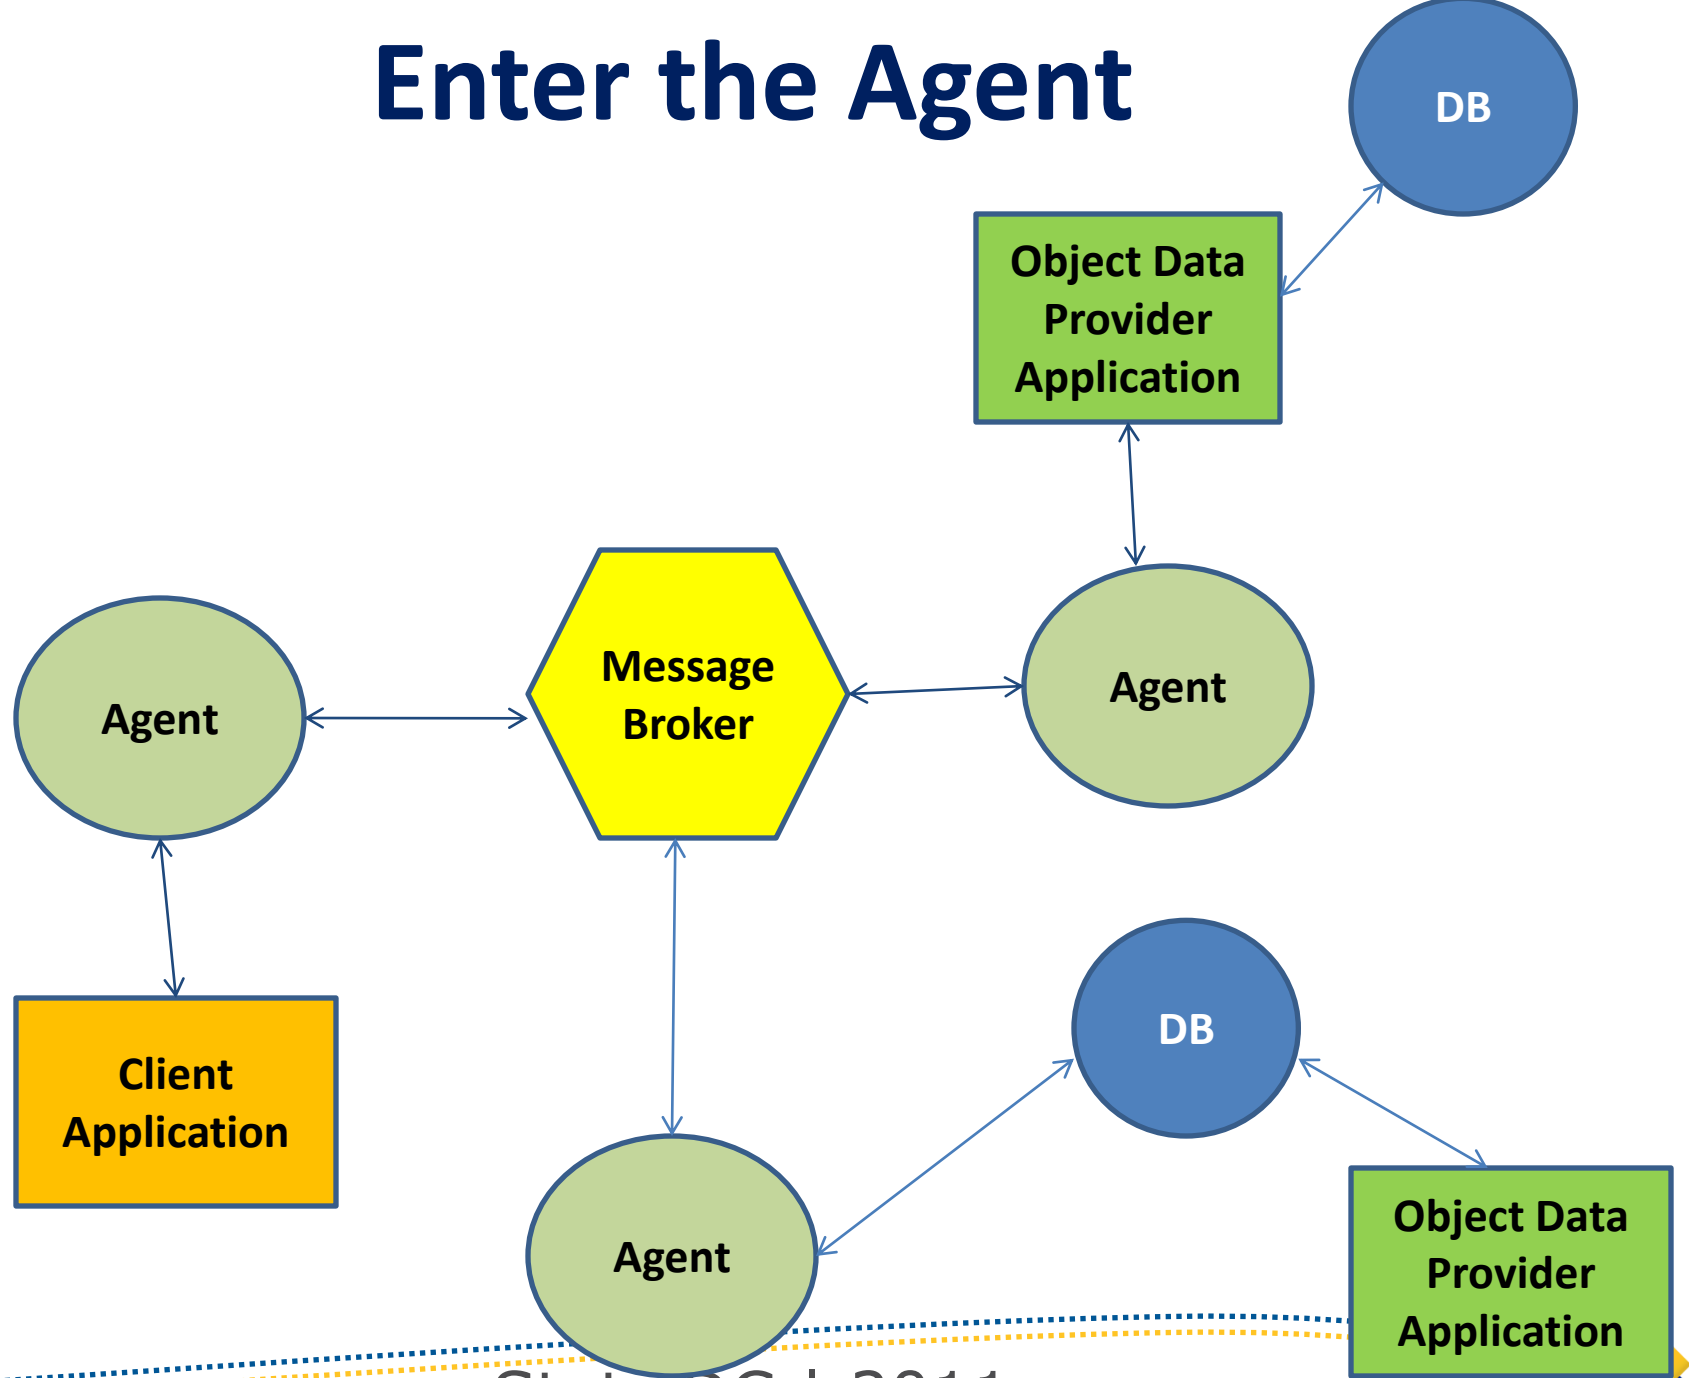 Enter the Agent
DB
Object Data
Provider
Application
Message
Broker
Agent
Agent
DB
Client
Application
Agent
Object Data
Provider
Application
2011